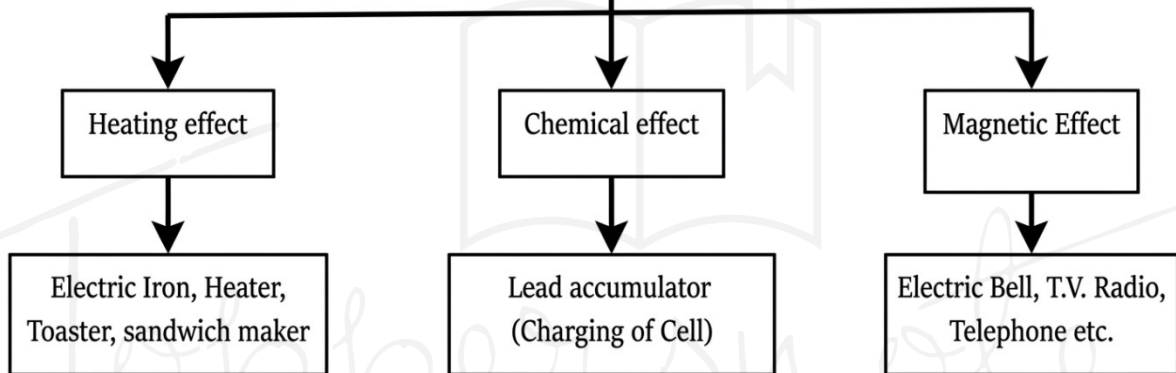 Heating effect
Chemical effect
Magnetic Effect
Electric Iron, Heater,
Toaster, sandwich maker
Lead accumulator
(Charging of Cell)
Electric Bell, T.V. Radio,
Telephone etc.